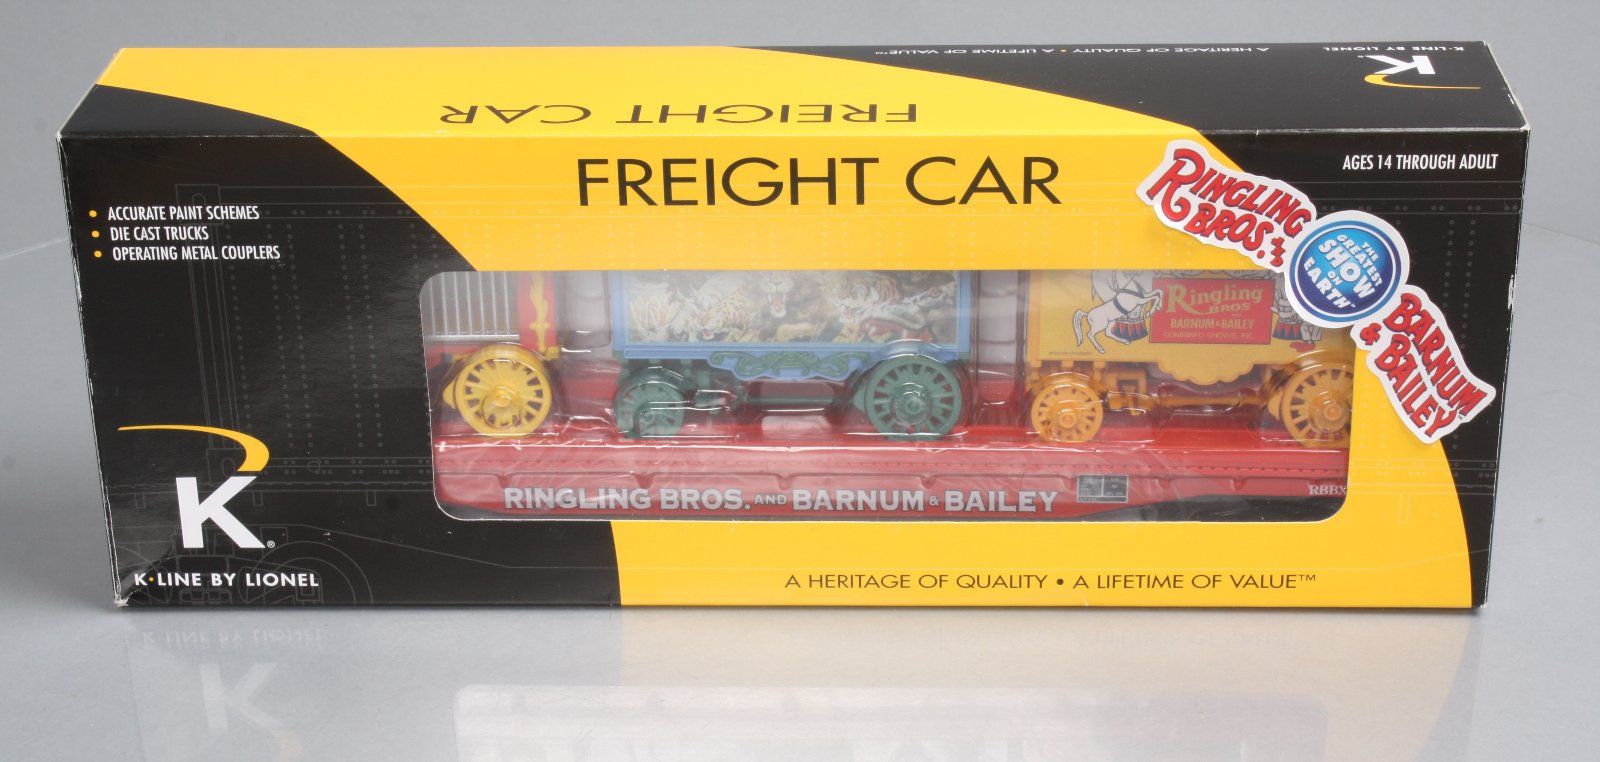 A HERITAGE OF QUALITY • A LIFETIME OF VALUE™
K-LINE BY LIONEL
K
FREIGHT CAR
FREIGHT CAR
AGES 14 THROUGH ADULT
• ACCURATE PAINT SCHEMES
• DIE CAST TRUCKS
• OPERATING METAL COUPLERS
RINGLING
BROS. &
THE
GREATEST
SHOW
ON
EARTH
BARNUM
& BAILEY
Ringling
BROS
AND
BARNUM & BAILEY
COMBINED SHOWS, INC.
RINGLING BROS. AND BARNUM & BAILEY
RBBX
K®
K·LINE BY LIONEL
A HERITAGE OF QUALITY • A LIFETIME OF VALUE™